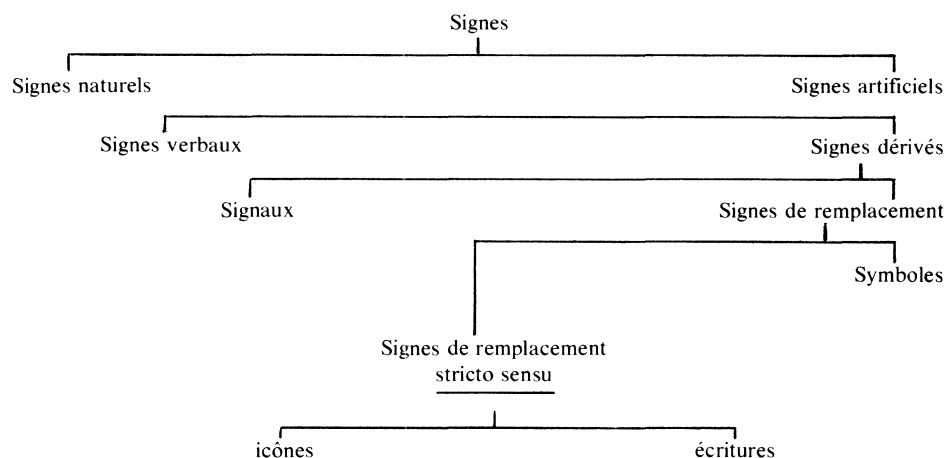 Signes
Signes naturels
Signes artificiels
Signes verbaux
Signes dérivés
Signaux
Signes de remplacement
Symboles
Signes de remplacement
stricto sensu
icônes
écritures